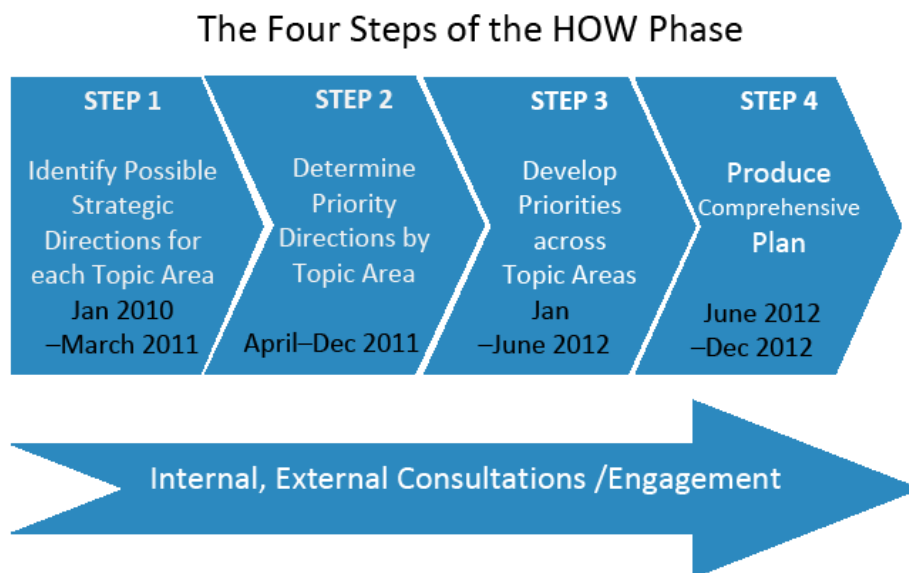 The Four Steps of the HOW Phase
STEP 1
Identify Possible
Strategic
Directions for
each Topic Area
Jan 2010
–March 2011
STEP 2
Determine
Priority
Directions by
Topic Area
April–Dec 2011
STEP 3
Develop
Priorities
across
Topic Areas
Jan
–June 2012
STEP 4
Produce
Comprehensive
Plan
June 2012
–Dec 2012
Internal, External Consultations /Engagement